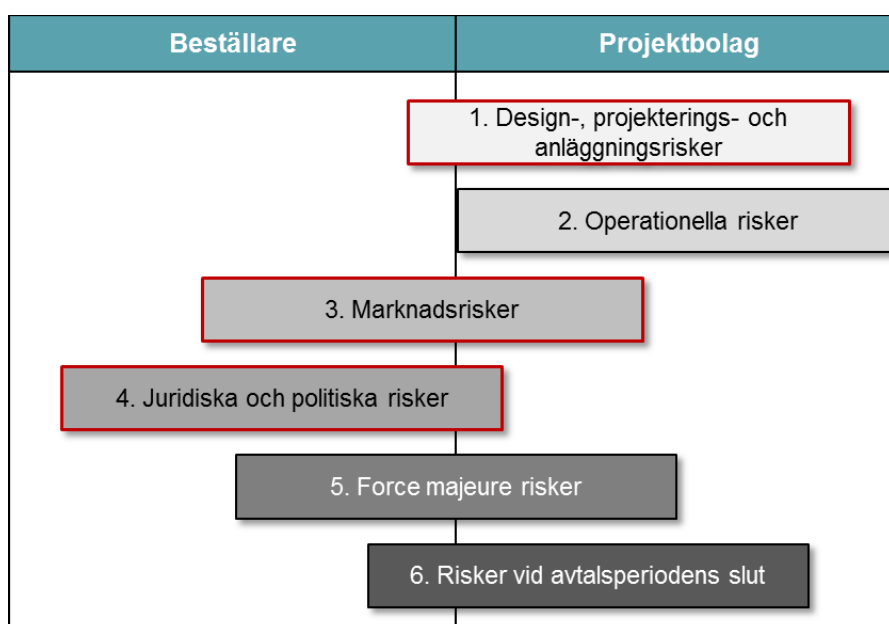 Beställare
Projektbolag
1. Design-, projekterings- och
anläggningsrisker
2. Operationella risker
3. Marknadsrisker
4. Juridiska och politiska risker
5. Force majeure risker
6. Risker vid avtalsperiodens slut